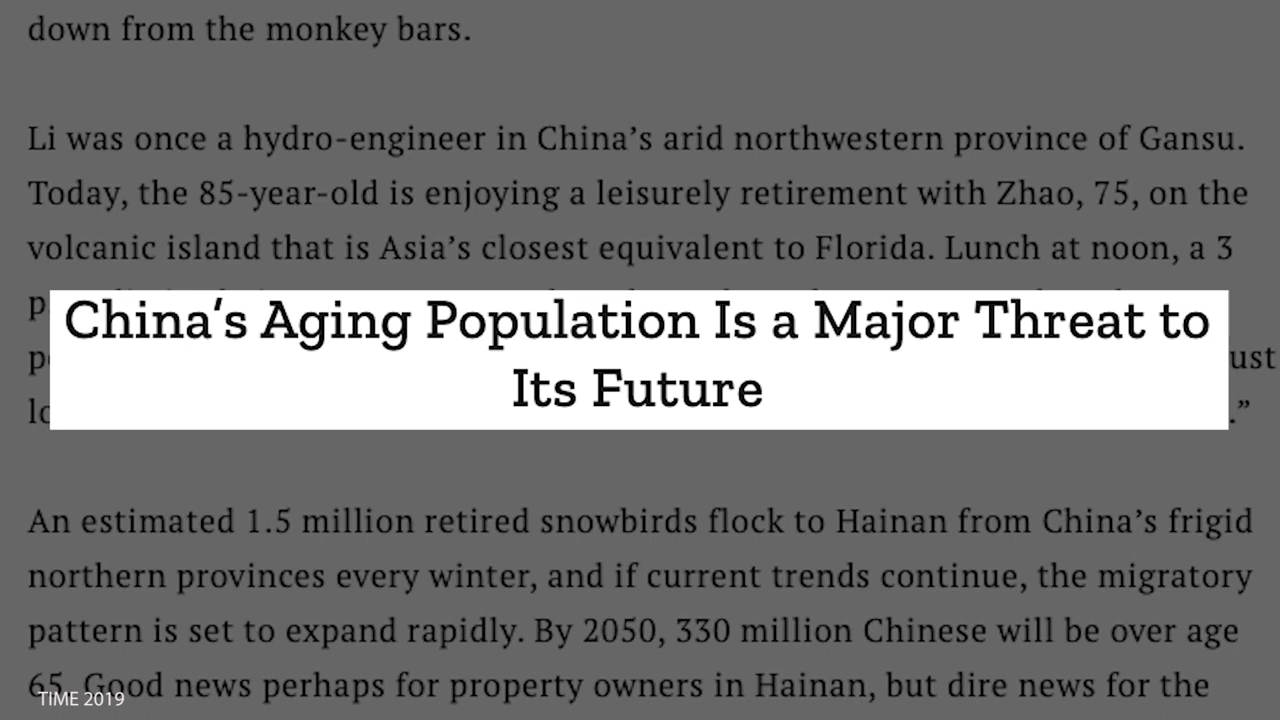 down from the monkey bars.
Li was once a hydro-engineer in China’s arid northwestern province of Gansu.
Today, the 85-year-old is enjoying a leisurely retirement with Zhao, 75, on the
volcanic island that is Asia’s closest equivalent to Florida. Lunch at noon, a 3
China’s Aging Population Is a Major Threat to
Its Future
An estimated 1.5 million retired snowbirds flock to Hainan from China’s frigid
northern provinces every winter, and if current trends continue, the migratory
pattern is set to expand rapidly. By 2050, 330 million Chinese will be over age
65. Good news perhaps for property owners in Hainan, but dire news for the
TIME 2019